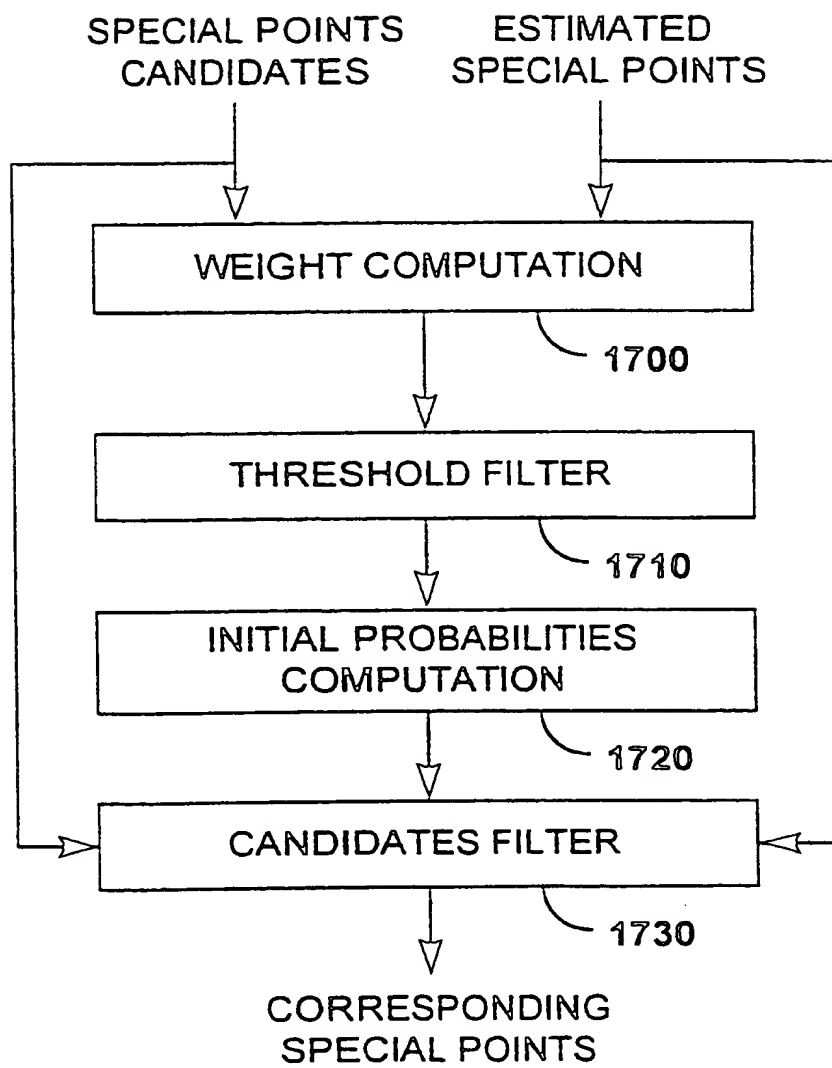 SPECIAL POINTS
CANDIDATES
ESTIMATED
SPECIAL POINTS
WEIGHT COMPUTATION
1700
THRESHOLD FILTER
1710
INITIAL PROBABILITIES
COMPUTATION
1720
CANDIDATES FILTER
1730
CORRESPONDING
SPECIAL POINTS